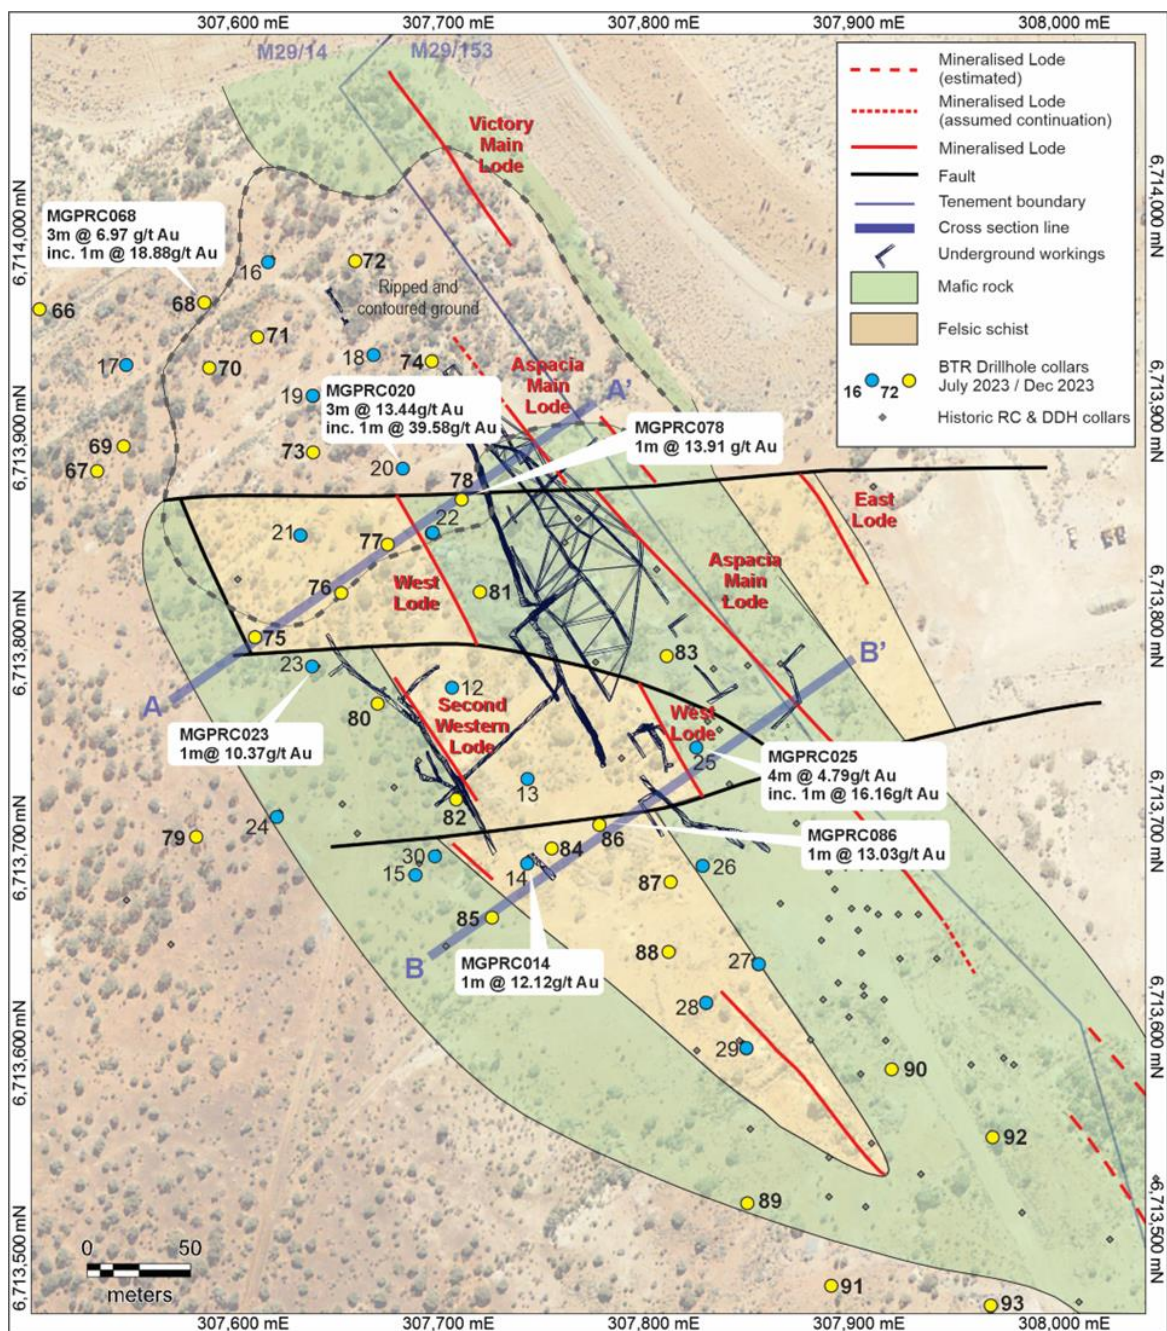 307,600 mE
307,700 mE
307,800 mE
307,900 mE
308,000 mE
M29/14
M29/153
Mineralised Lode
(estimated)
Mineralised Lode
(assumed continuation)
Mineralised Lode
Fault
Tenement boundary
Cross section line
Underground workings
Mafic rock
Felsic schist
16
72
BTR Drillhole collars
July 2023 / Dec 2023
Historic RC & DDH collars
6,714,000 mN
6,714,000 mN
Victory
Main
Lode
MGPRC068
3m @ 6.97 g/t Au
inc. 1m @ 18.88g/t Au
16
72
Ripped and
contoured ground
66
68
71
17
70
18
74
Aspacia
Main
Lode
A'
19
MGPRC020
3m @ 13.44g/t Au
inc. 1m @ 39.58g/t Au
6,713,900 mN
6,713,900 mN
MGPRC078
1m @ 13.91 g/t Au
69
73
67
20
78
21
22
77
East
Lode
West
Lode
76
81
Aspacia
Main
Lode
75
83
B'
6,713,800 mN
6,713,800 mN
23
12
80
A
Second
Western
Lode
West
Lode
25
MGPRC023
1m@ 10.37g/t Au
MGPRC025
4m @ 4.79g/t Au
inc. 1m @ 16.16g/t Au
13
82
24
79
86
MGPRC086
1m @ 13.03g/t Au
6,713,700 mN
6,713,700 mN
30
84
15
14
26
87
85
88
B
27
MGPRC014
1m @ 12.12g/t Au
28
29
6,713,600 mN
6,713,600 mN
90
92
89
6,713,500 mN
6,713,500 mN
0
50
meters
91
93
307,600 mE
307,700 mE
307,800 mE
307,900 mE
308,000 mE